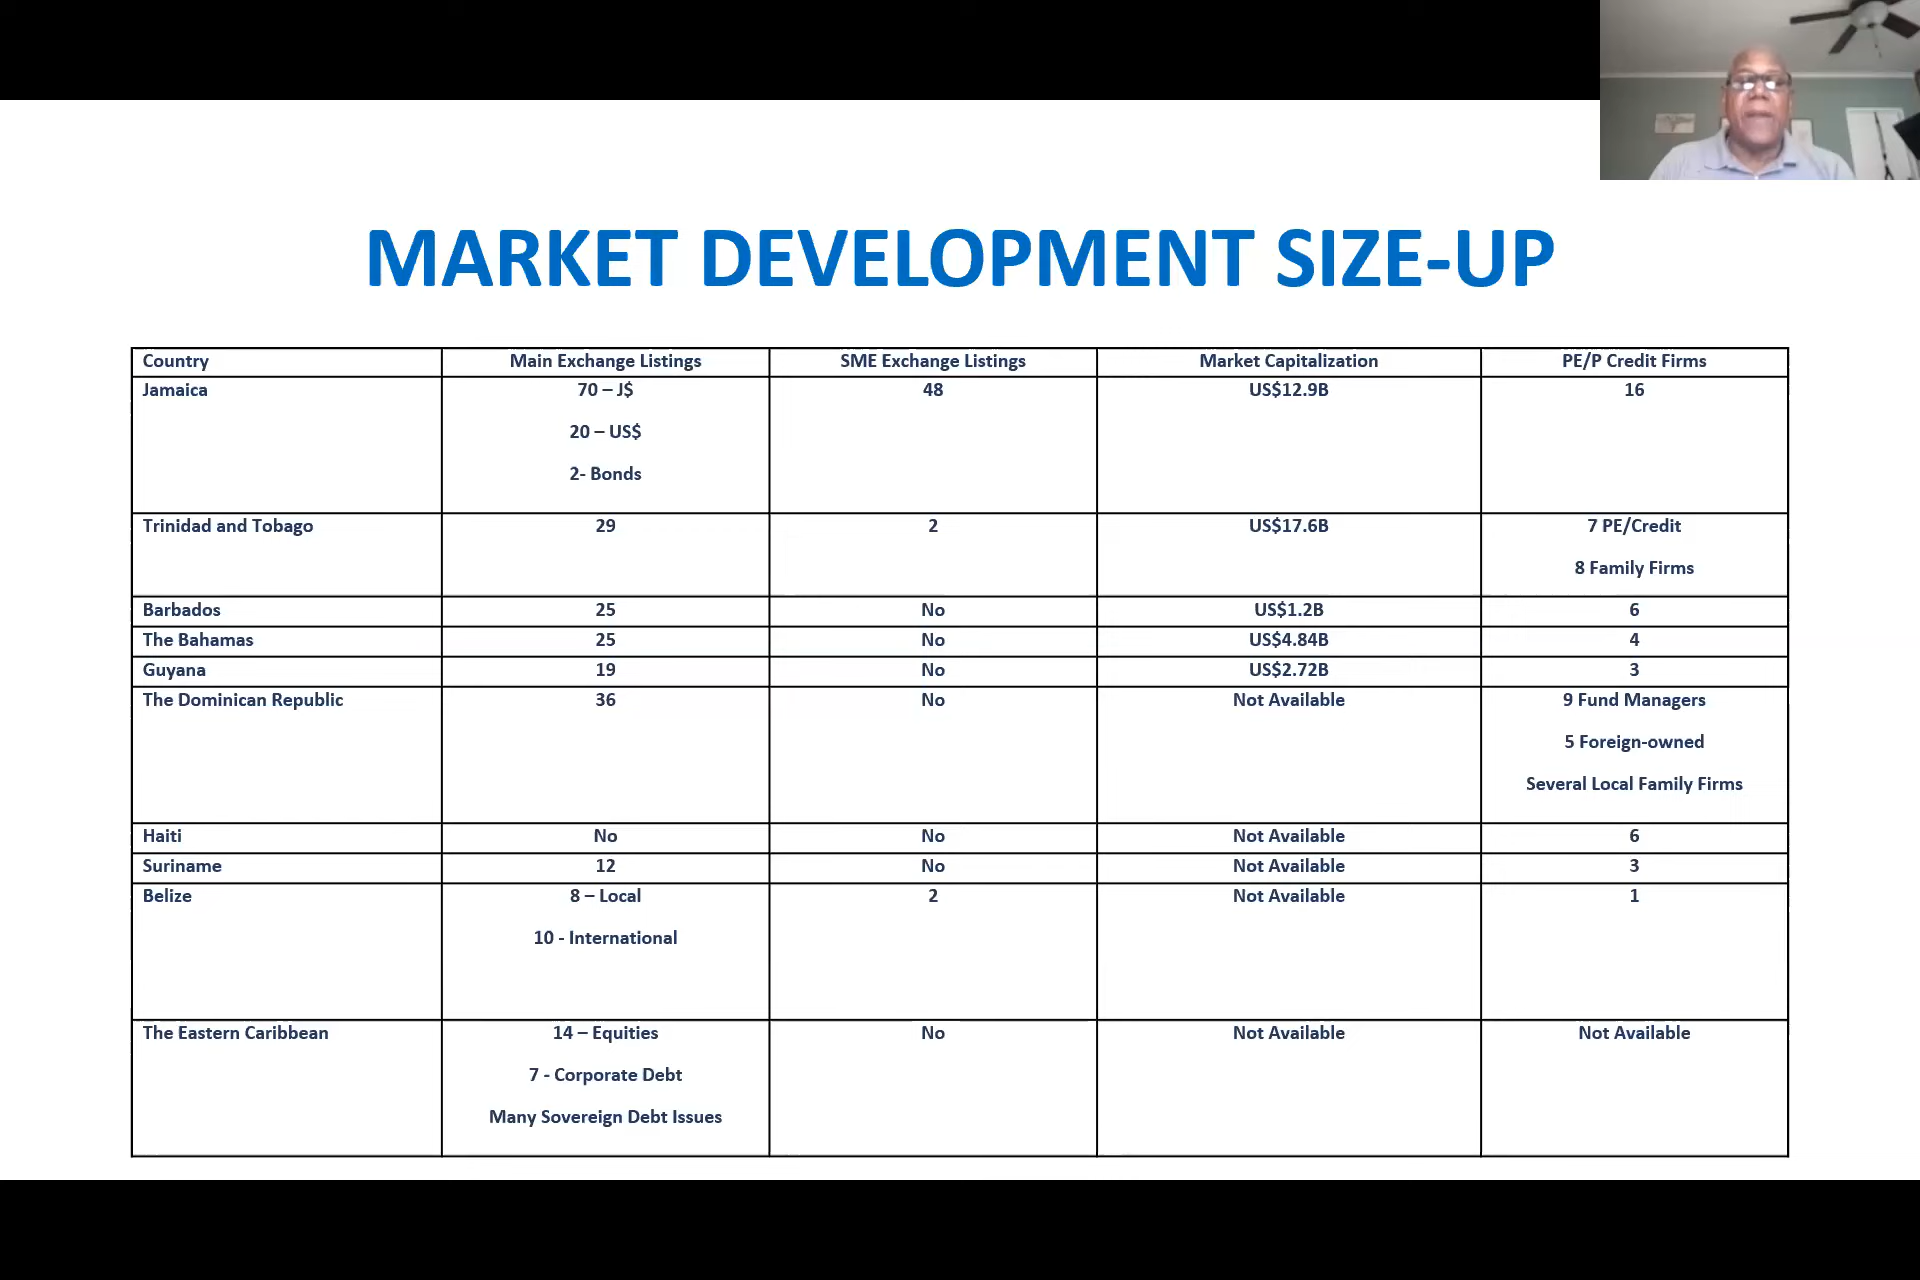 MARKET DEVELOPMENT SIZE-UP
Country Main Exchange Listings SME Exchange Listings Market Capitalization PE/P Credit Firms
Jamaica 70 – J$ 48 US$12.9B 16
20 – US$
2- Bonds
Trinidad and Tobago 29 2 US$17.6B 7 PE/Credit
8 Family Firms
Barbados 25 No US$1.2B 6
The Bahamas 25 No US$4.84B 4
Guyana 19 No US$2.72B 3
The Dominican Republic 36 No Not Available 9 Fund Managers
5 Foreign-owned
Several Local Family Firms
Haiti No No Not Available 6
Suriname 12 No Not Available 3
Belize 8 – Local 2 Not Available 1
10 - International
The Eastern Caribbean 14 – Equities No Not Available Not Available
7 - Corporate Debt
Many Sovereign Debt Issues